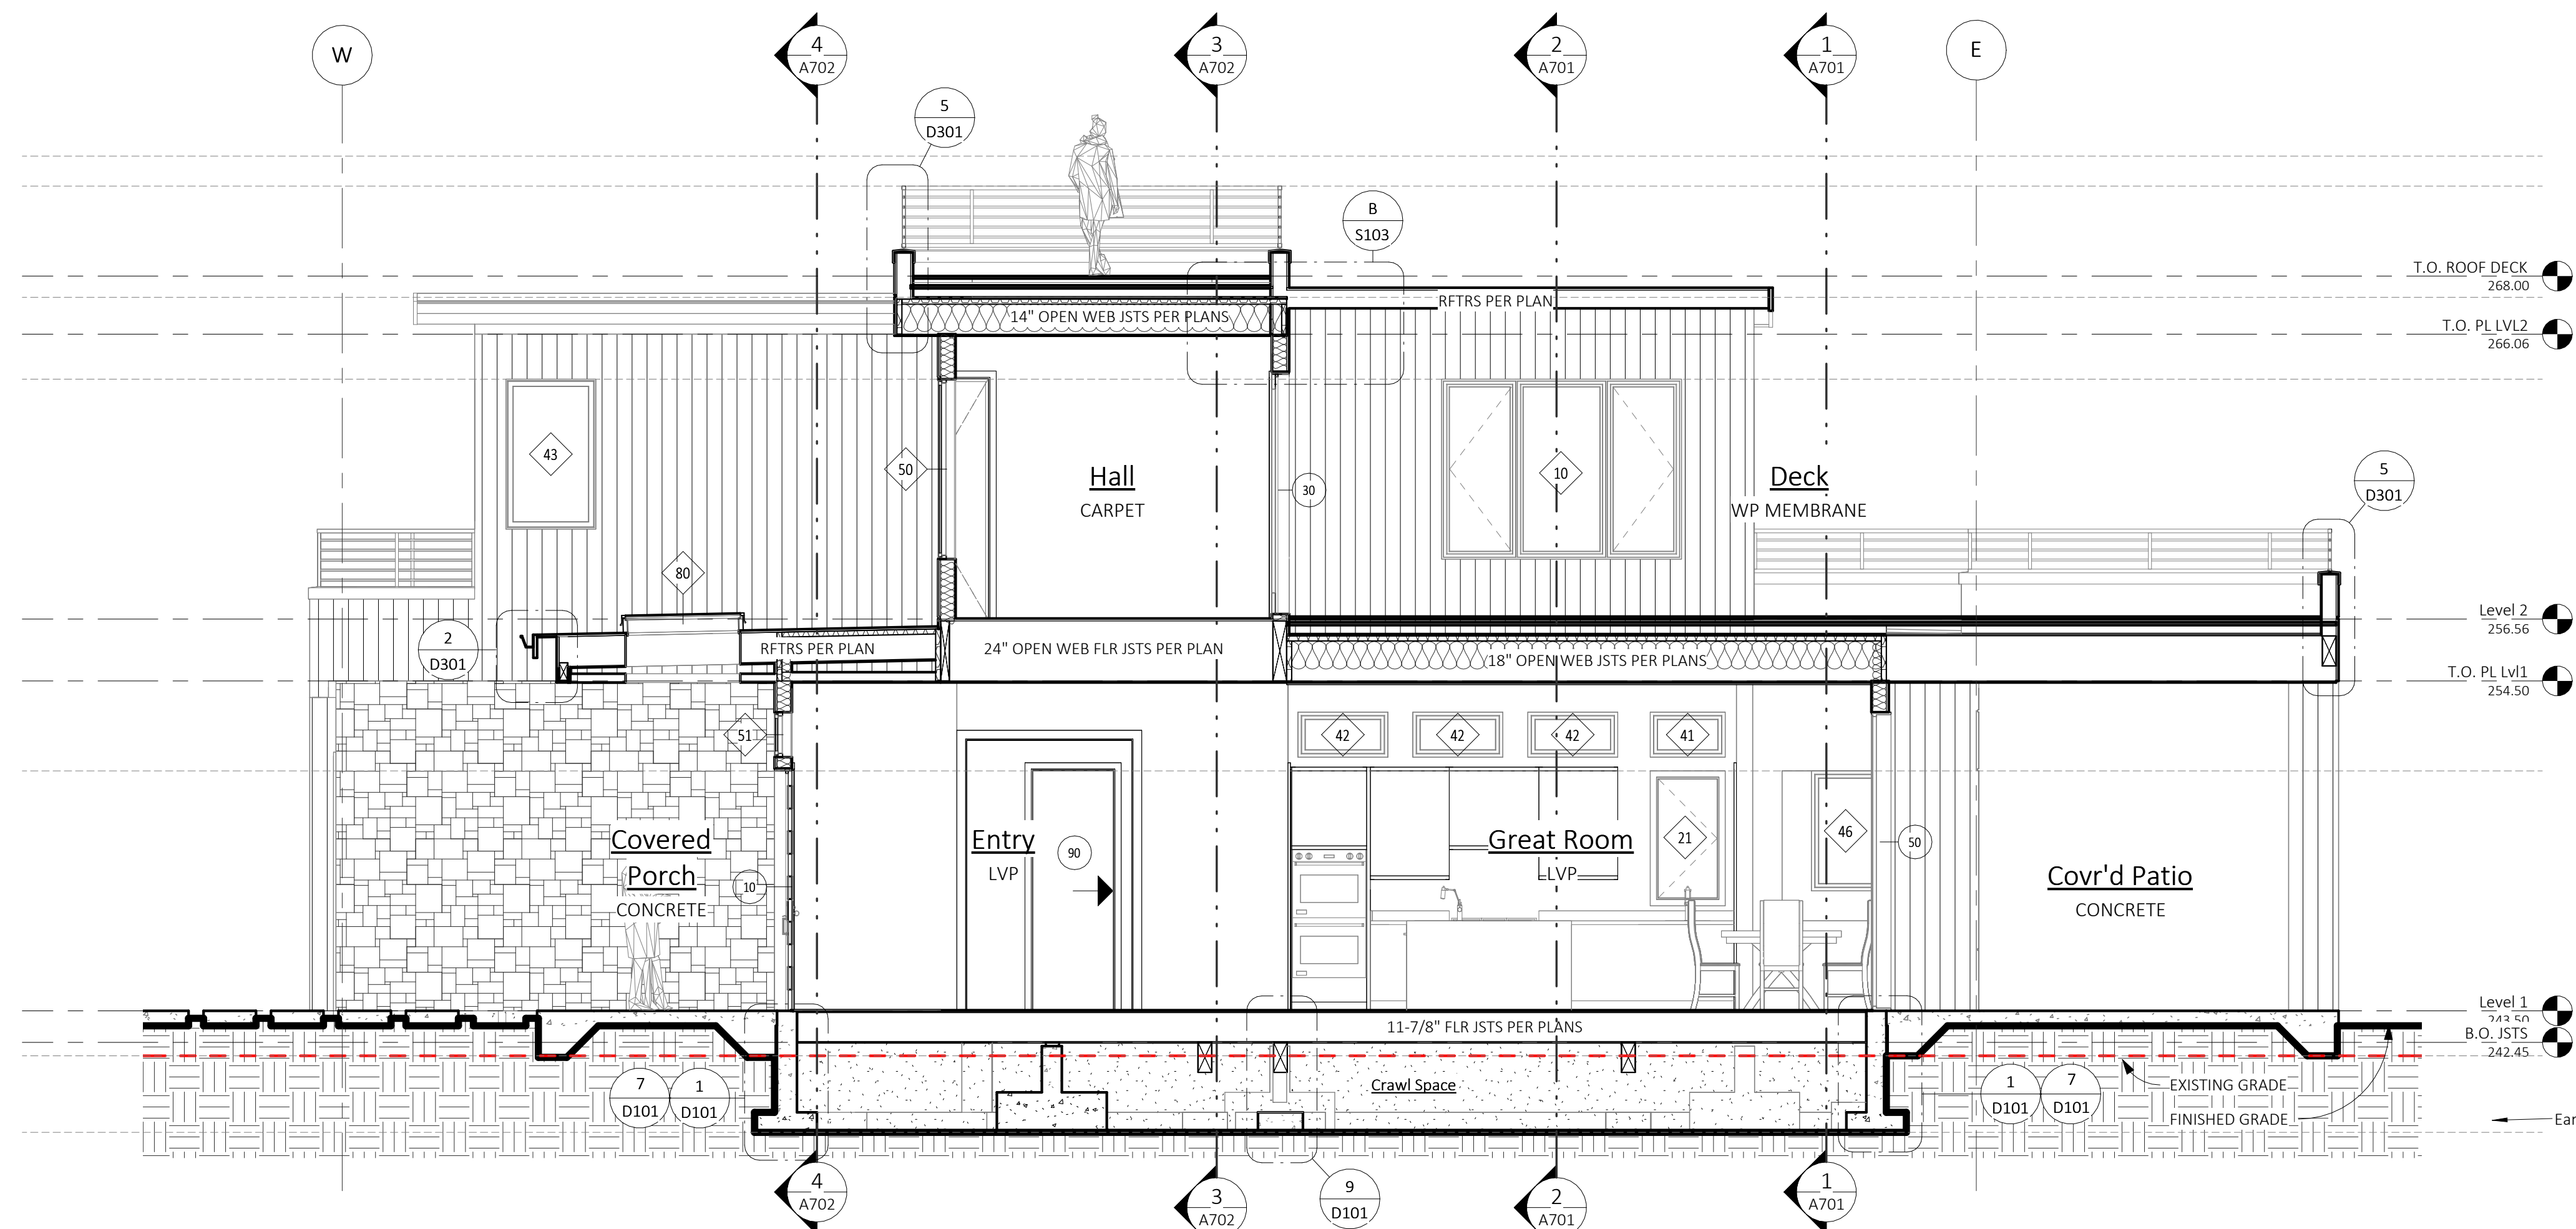 W
4
A702
3
A702
2
A701
1
A701
E
5
D301
B
S103
T.O. ROOF DECK
268.00
RFTRS PER PLAN
14" OPEN WEB JSTS PER PLANS
T.O. PL LVL2
266.06
43
50
Hall
CARPET
30
10
Deck
WP MEMBRANE
5
D301
80
2
D301
RFTRS PER PLAN
24" OPEN WEB FLR JSTS PER PLAN
18" OPEN WEB JSTS PER PLANS
Level 2
256.56
T.O. PL Lvl1
254.50
51
42
42
42
41
Covered
Porch
CONCRETE
10
Entry
LVP
90
Great Room
LVP
21
46
50
Covr'd Patio
CONCRETE
11-7/8" FLR JSTS PER PLANS
Level 1
243.50
B.O. JSTS
242.45
7
D101
1
D101
Crawl Space
1
D101
7
D101
EXISTING GRADE
FINISHED GRADE
Ear
4
A702
3
A702
9
D101
2
A701
1
A701